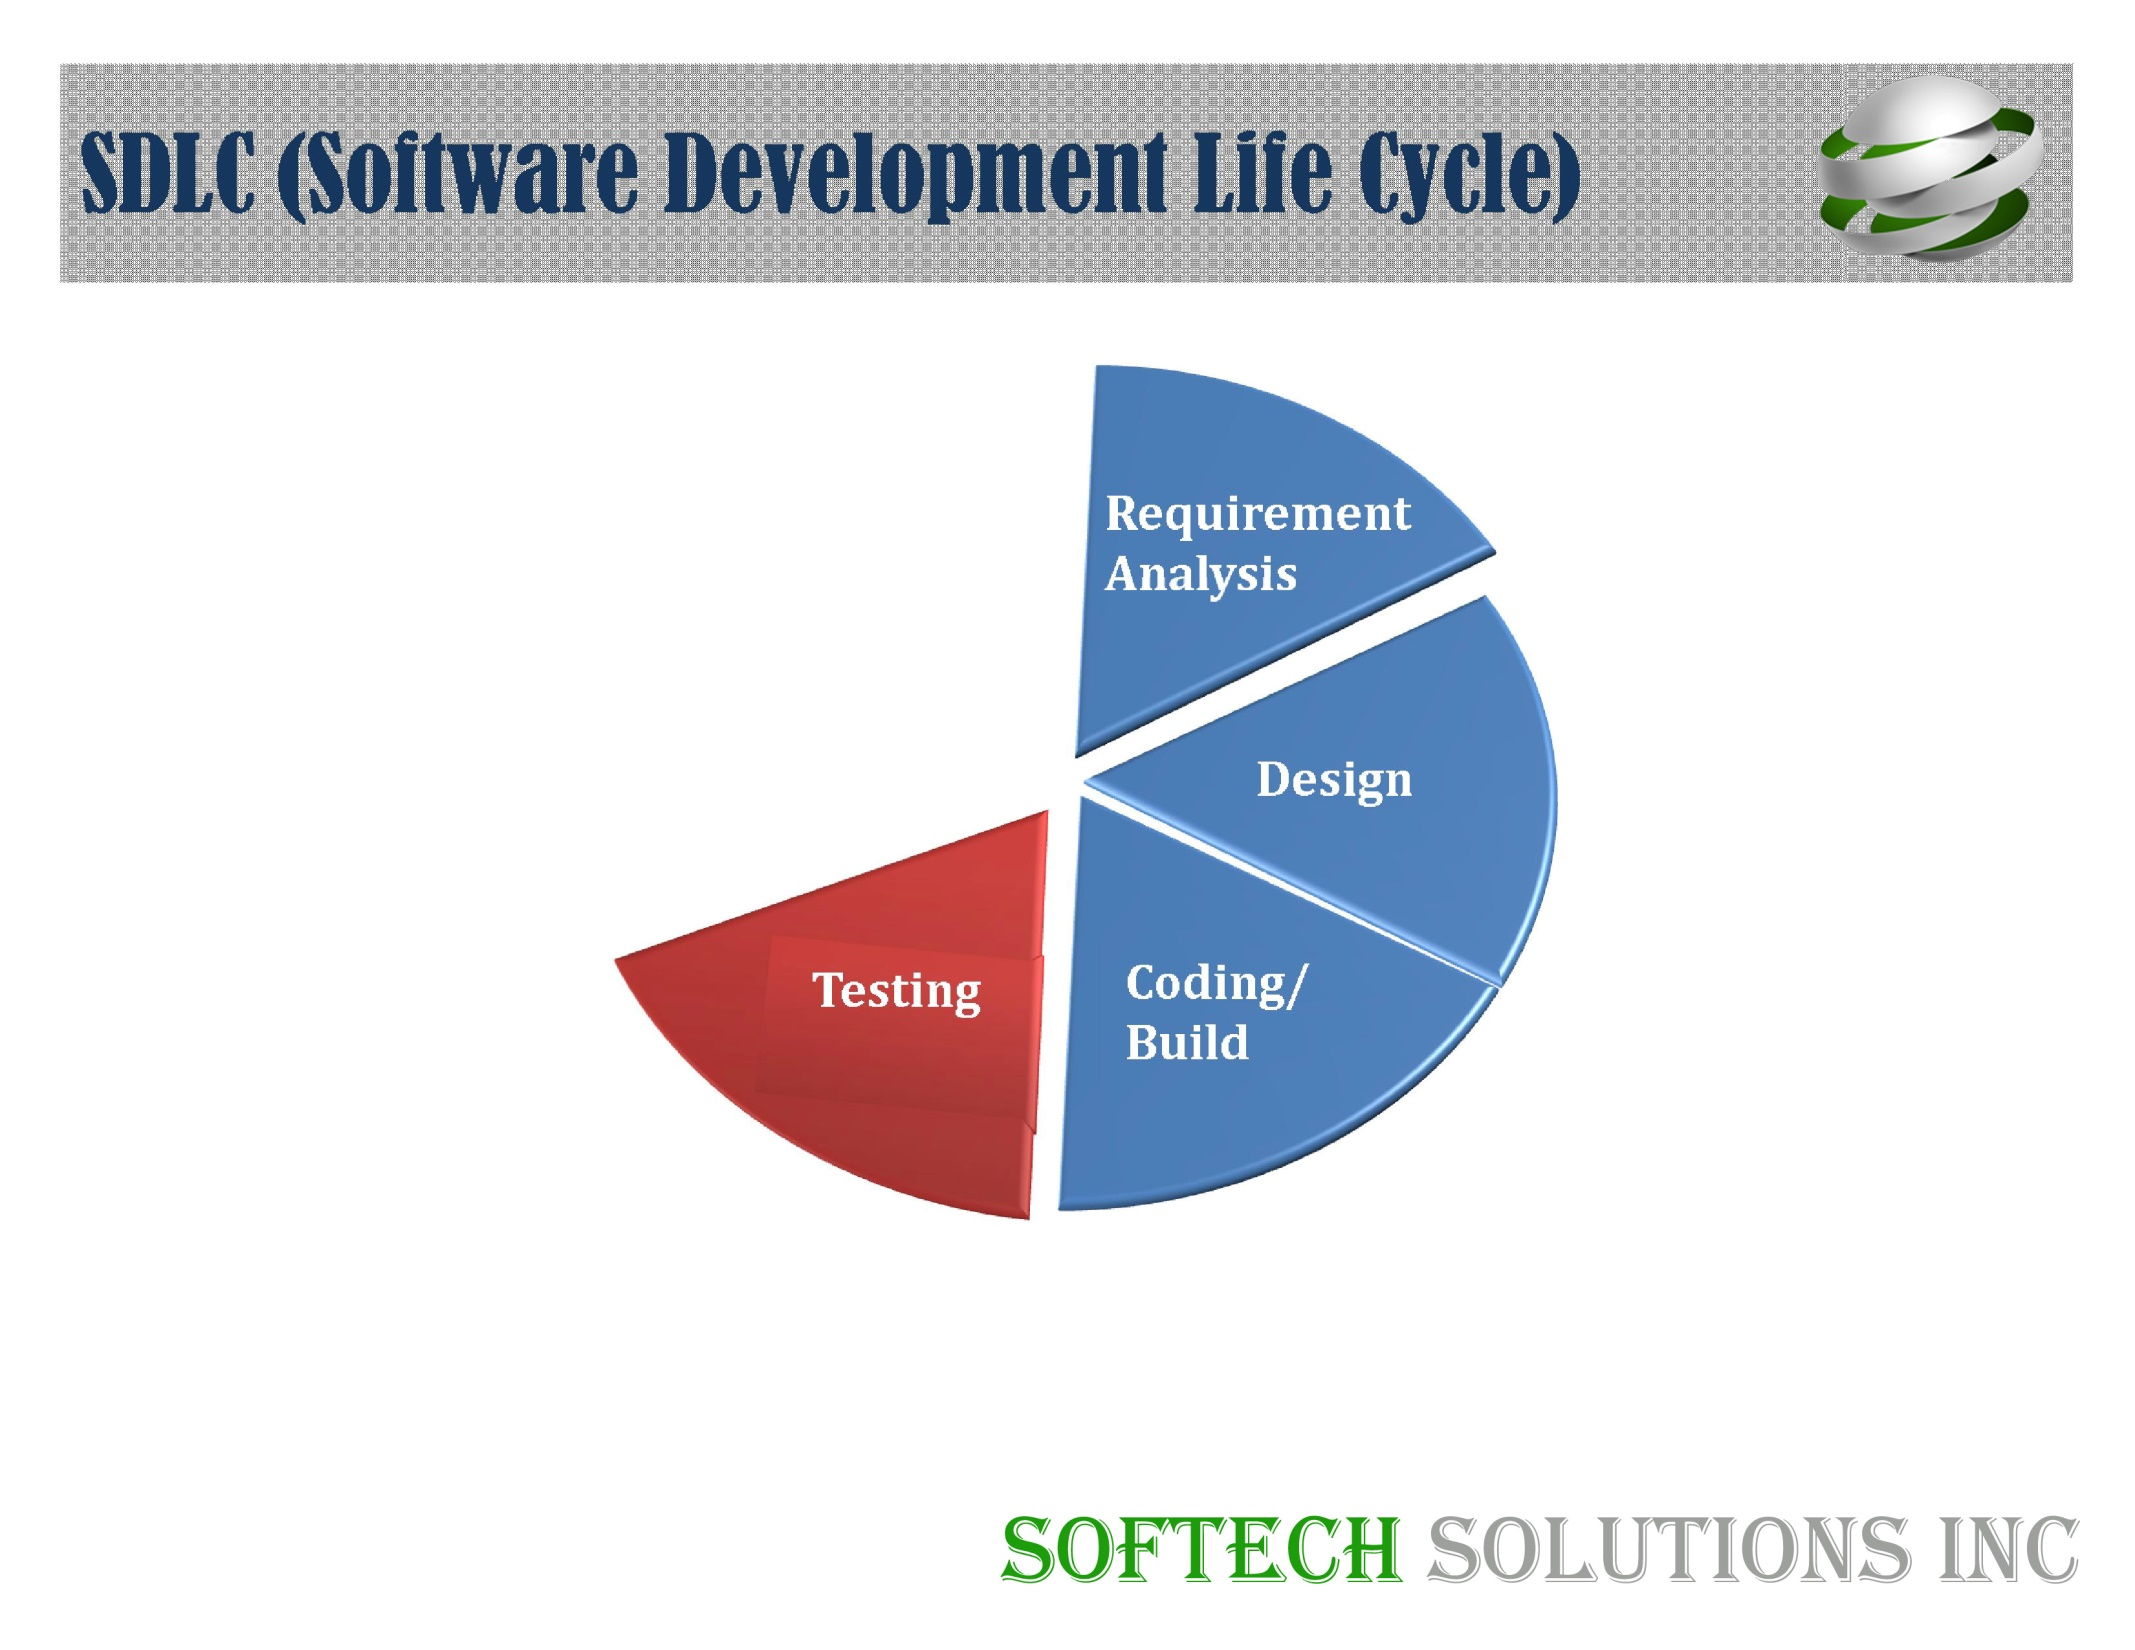 SDLC (Software Development Life Cycle)
Requirement
Analysis
Design
Coding/
Build
Testing
SOFTECH SOLUTIONS INC